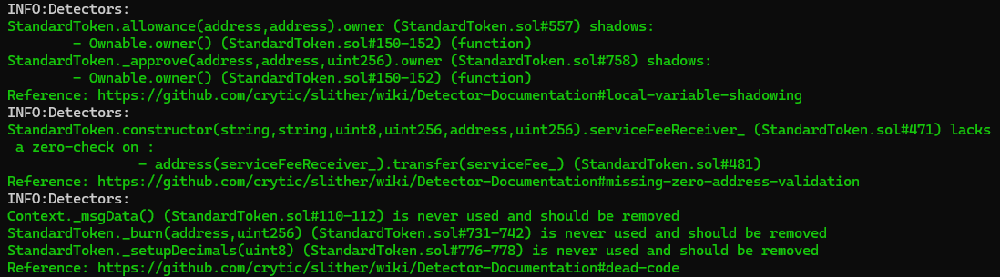 INFO:Detectors:
StandardToken.allowance(address,address).owner (StandardToken.sol#557) shadows:
- Ownable.owner() (StandardToken.sol#150-152) (function)
StandardToken._approve(address,address,uint256).owner (StandardToken.sol#758) shadows:
- Ownable.owner() (StandardToken.sol#150-152) (function)
Reference: https://github.com/crytic/slither/wiki/Detector-Documentation#local-variable-shadowing
INFO:Detectors:
StandardToken.constructor(string,string,uint8,uint256,address,uint256).serviceFeeReceiver_ (StandardToken.sol#471) lacks
a zero-check on :
- address(serviceFeeReceiver_).transfer(serviceFee_) (StandardToken.sol#481)
Reference: https://github.com/crytic/slither/wiki/Detector-Documentation#missing-zero-address-validation
INFO:Detectors:
Context._msgData() (StandardToken.sol#110-112) is never used and should be removed
StandardToken._burn(address,uint256) (StandardToken.sol#731-742) is never used and should be removed
StandardToken._setupDecimals(uint8) (StandardToken.sol#776-778) is never used and should be removed
Reference: https://github.com/crytic/slither/wiki/Detector-Documentation#dead-code